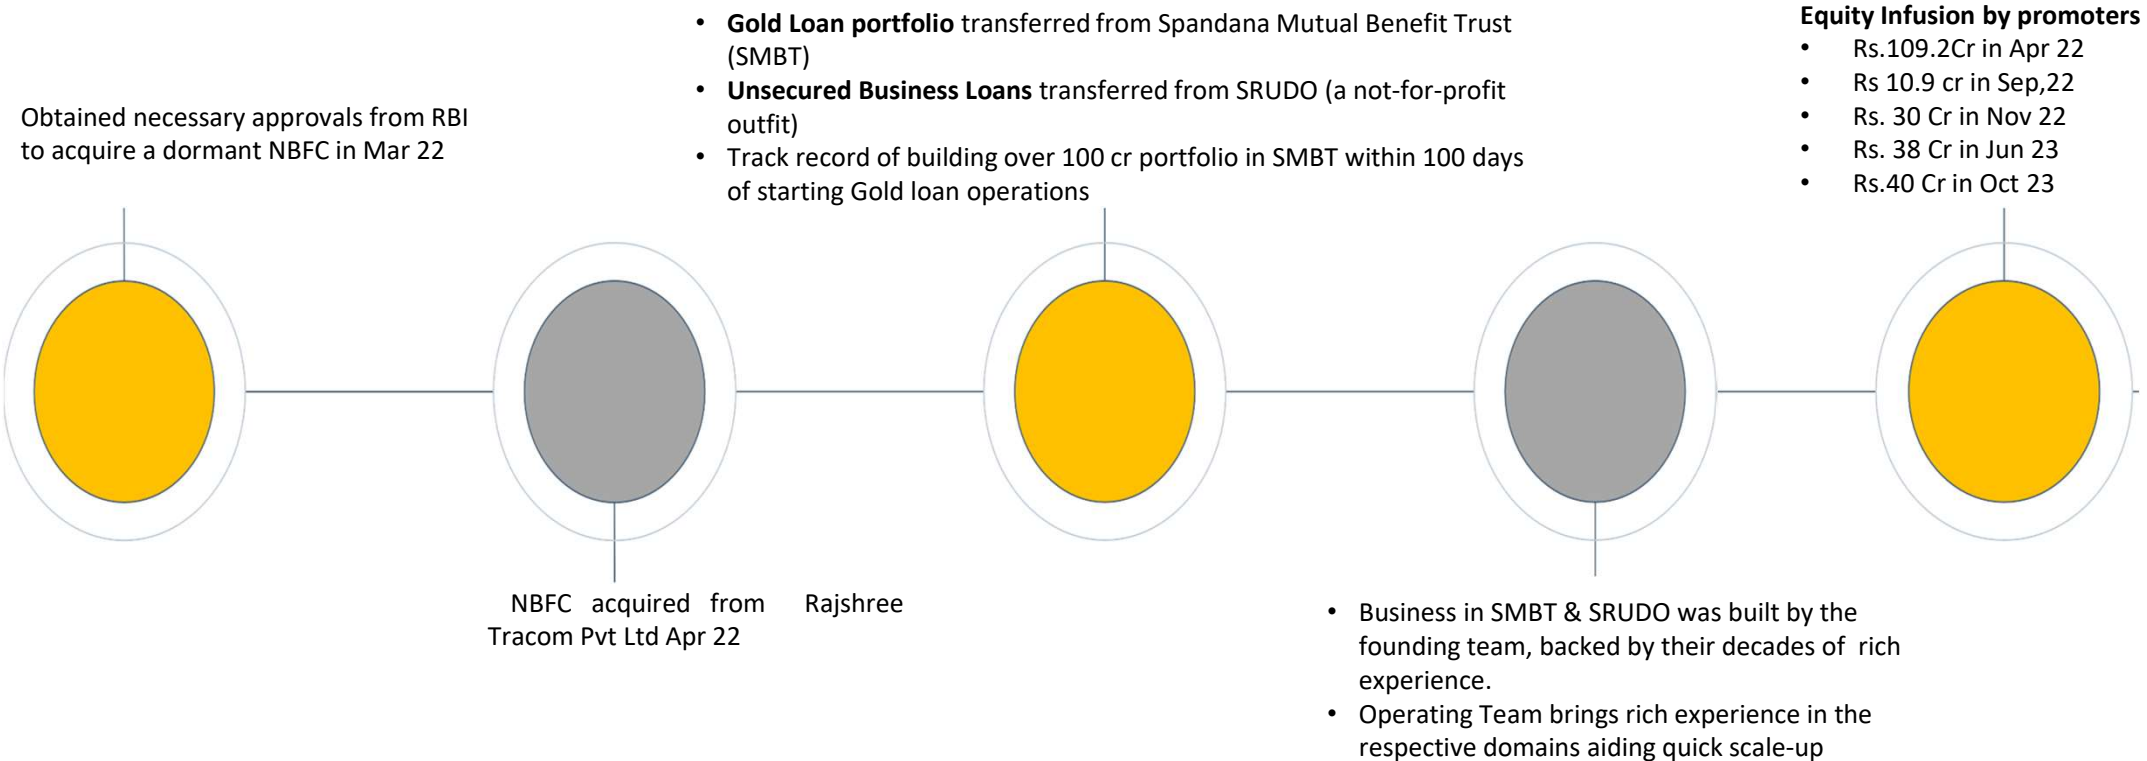 Obtained necessary approvals from RBI
to acquire a dormant NBFC in Mar 22
NBFC acquired from Rajshree
Tracom Pvt Ltd Apr 22
• Gold Loan portfolio transferred from Spandana Mutual Benefit Trust
(SMBT)
• Unsecured Business Loans transferred from SRUDO (a not-for-profit
outfit)
• Track record of building over 100 cr portfolio in SMBT within 100 days
of starting Gold loan operations
• Business in SMBT & SRUDO was built by the
founding team, backed by their decades of rich
experience.
• Operating Team brings rich experience in the
respective domains aiding quick scale-up
Equity Infusion by promoters
• Rs.109.2Cr in Apr 22
• Rs 10.9 cr in Sep,22
• Rs. 30 Cr in Nov 22
• Rs. 38 Cr in Jun 23
• Rs.40 Cr in Oct 23